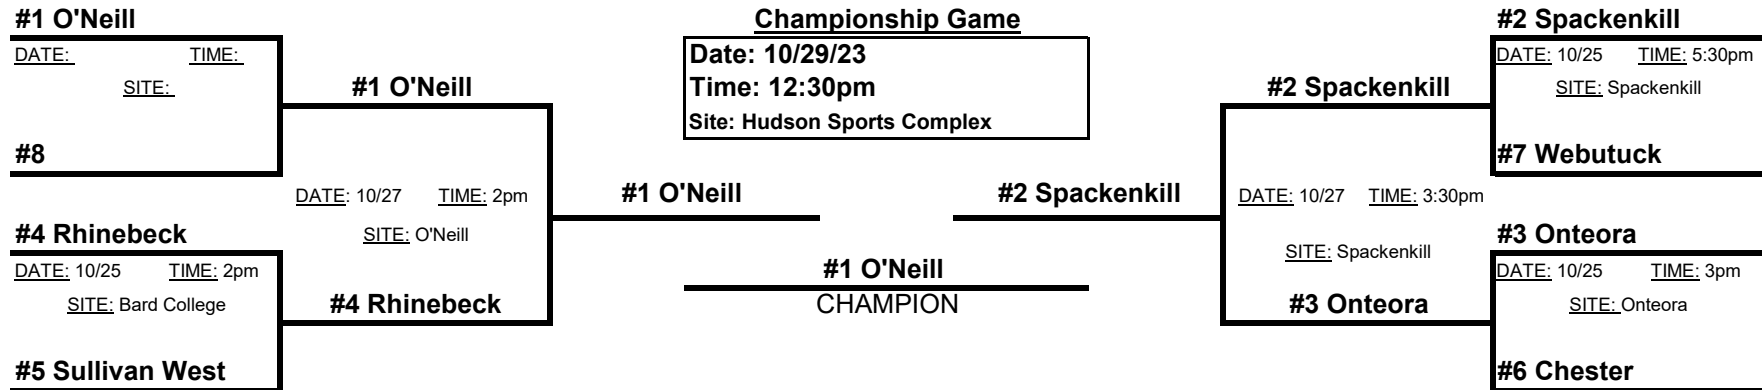 #1 O'Neill
DATE: TIME:
SITE:
#8
#4 Rhinebeck
DATE: 10/25 TIME: 2pm
SITE: Bard College
#5 Sullivan West
#1 O'Neill
DATE: 10/27 TIME: 2pm
SITE: O'Neill
#4 Rhinebeck
#1 O'Neill
Championship Game
Date: 10/29/23
Time: 12:30pm
Site: Hudson Sports Complex
#1 O'Neill
CHAMPION
#2 Spackenkill
#2 Spackenkill
DATE: 10/27 TIME: 3:30pm
SITE: Spackenkill
#3 Onteora
#2 Spackenkill
DATE: 10/25 TIME: 5:30pm
SITE: Spackenkill
#7 Webutuck
#3 Onteora
DATE: 10/25 TIME: 3pm
SITE: Onteora
#6 Chester